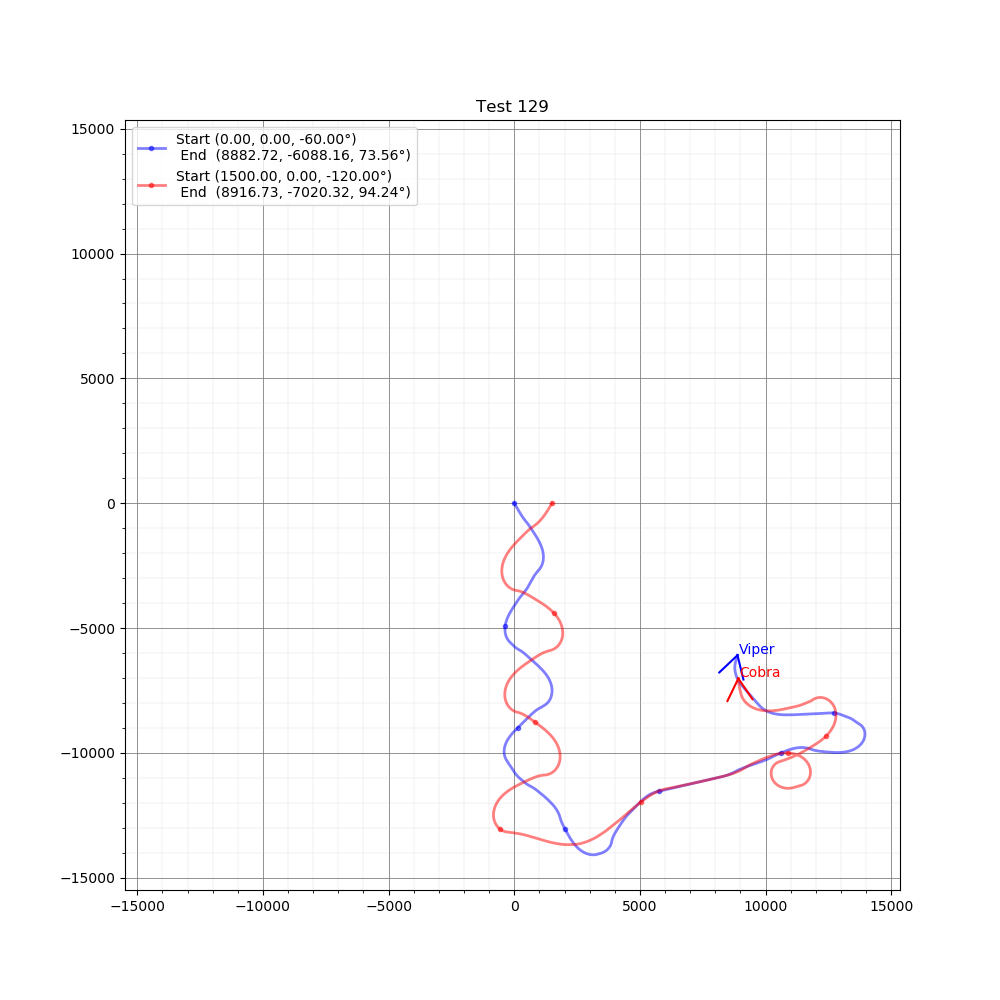 Test 129
Start (0.00, 0.00, -60.00°)
End (8882.72, -6088.16, 73.56°)
Start (1500.00, 0.00, -120.00°)
End (8916.73, -7020.32, 94.24°)
15000
10000
5000
0
−5000
−10000
−15000
Viper
Cobra
−15000 −10000 −5000 0 5000 10000 15000